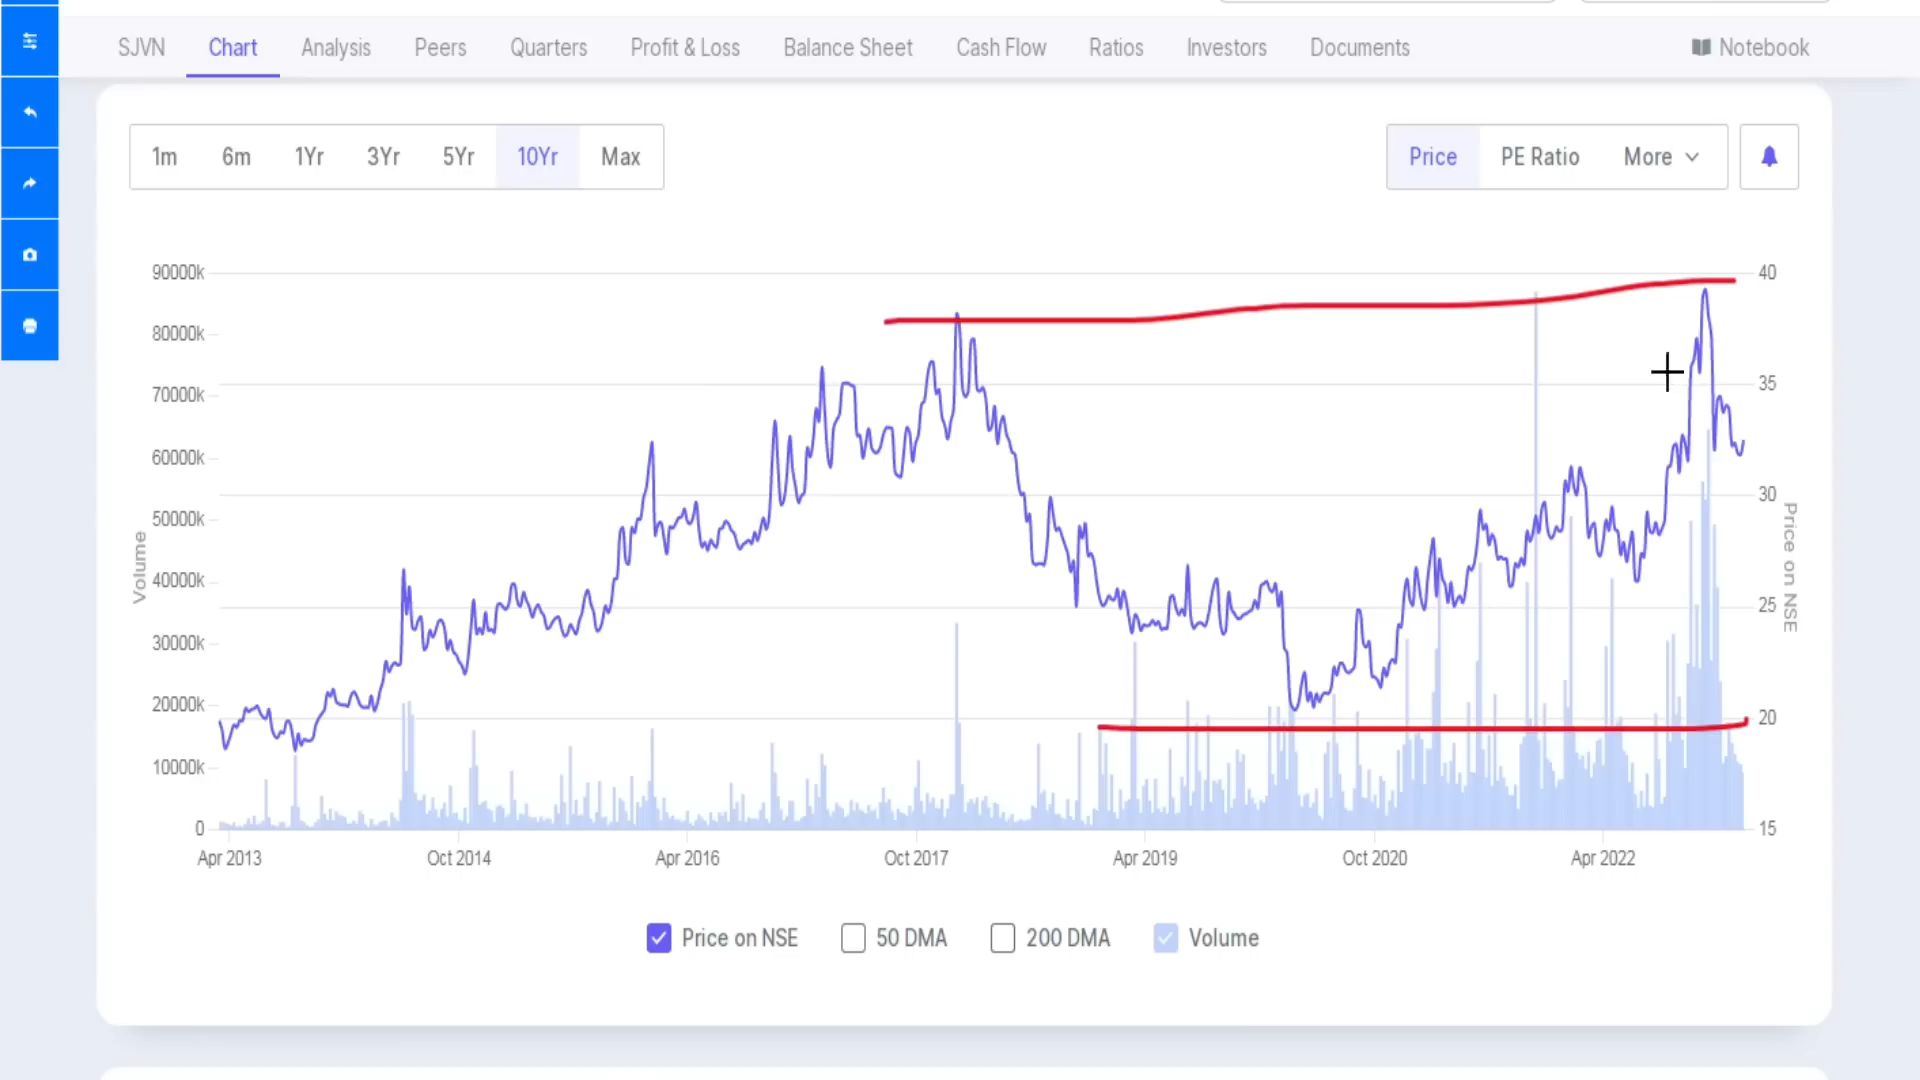 SJVN Chart Analysis Peers Quarters Profit & Loss Balance Sheet Cash Flow Ratios Investors Documents Notebook
1m 6m 1Yr 3Yr 5Yr 10Yr Max Price PE Ratio More
90000k 40
80000k
70000k 35
60000k
30
50000k
40000k
25
30000k
20000k 20
10000k
0 15
Volume
Price on NSE
Apr 2013 Oct 2014 Apr 2016 Oct 2017 Apr 2019 Oct 2020 Apr 2022
Price on NSE 50 DMA 200 DMA Volume